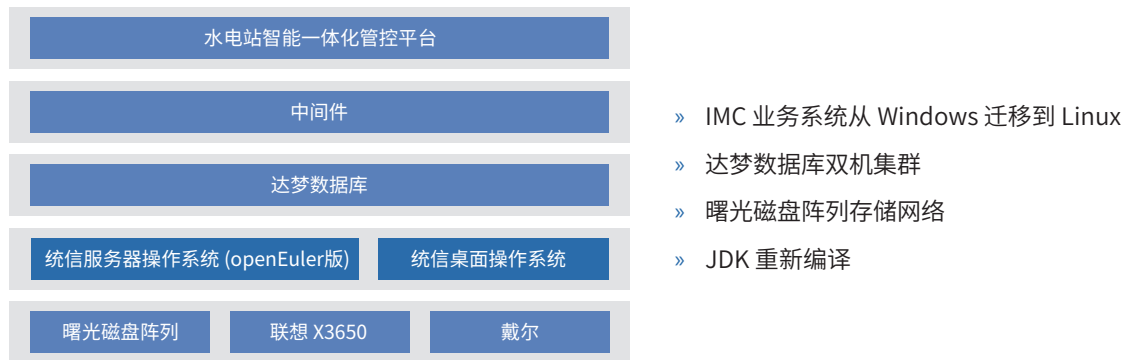 水电站智能一体化管控平台
中间件
达梦数据库
统信服务器操作系统 (openEuler版)
统信桌面操作系统
曙光磁盘阵列
联想 X3650
戴尔
» IMC 业务系统从 Windows 迁移到 Linux
» 达梦数据库双机集群
» 曙光磁盘阵列存储网络
» JDK 重新编译